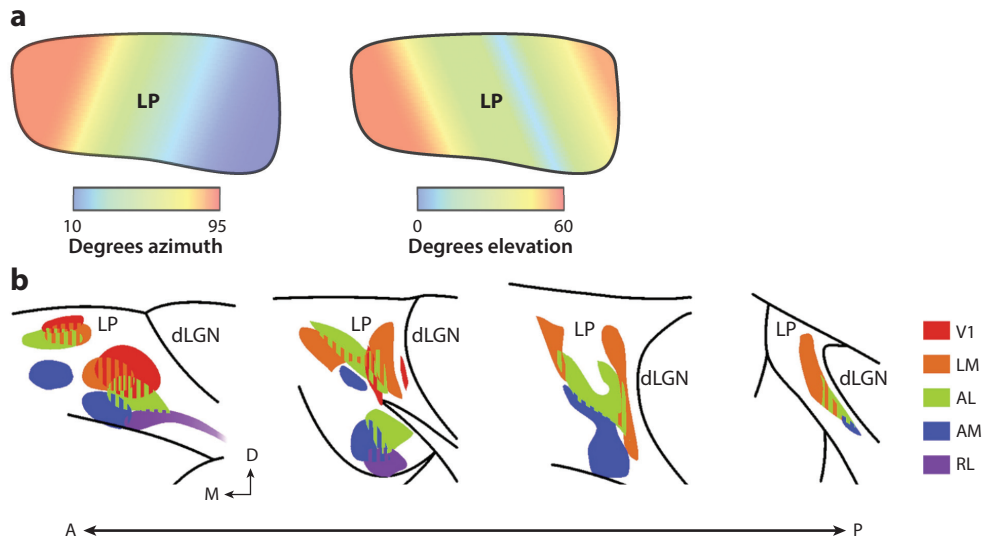 a
LP
LP
10
95
0
60
Degrees azimuth
Degrees elevation
b
LP
dLGN
LP
dLGN
LP
dLGN
LP
dLGN
V1
LM
AL
AM
RL
D
M
A
P